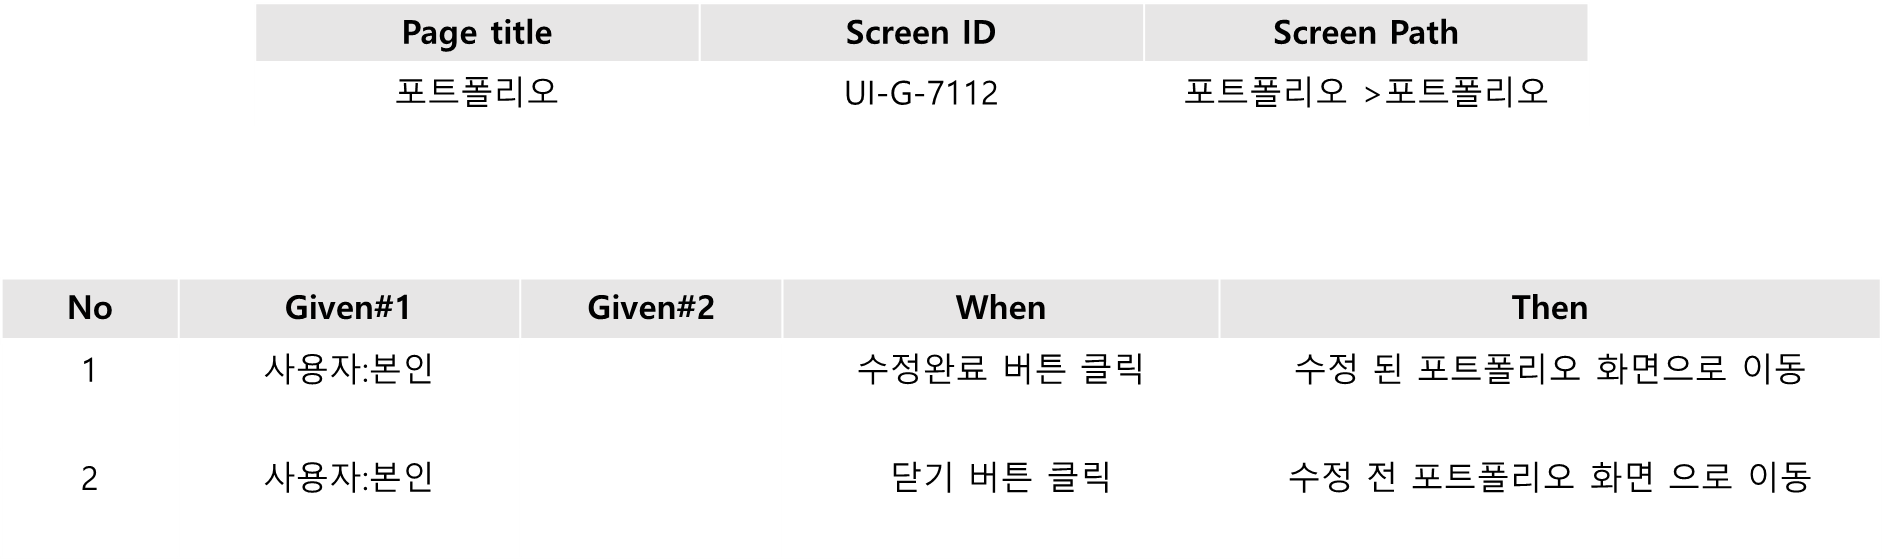 Page title Screen ID Screen Path
포트폴리오 UI-G-7112 포트폴리오 >포트폴리오
No Given#1 Given#2 When Then
1 사용자:본인 수정완료 버튼 클릭 수정 된 포트폴리오 화면으로 이동
2 사용자:본인 닫기 버튼 클릭 수정 전 포트폴리오 화면 으로 이동